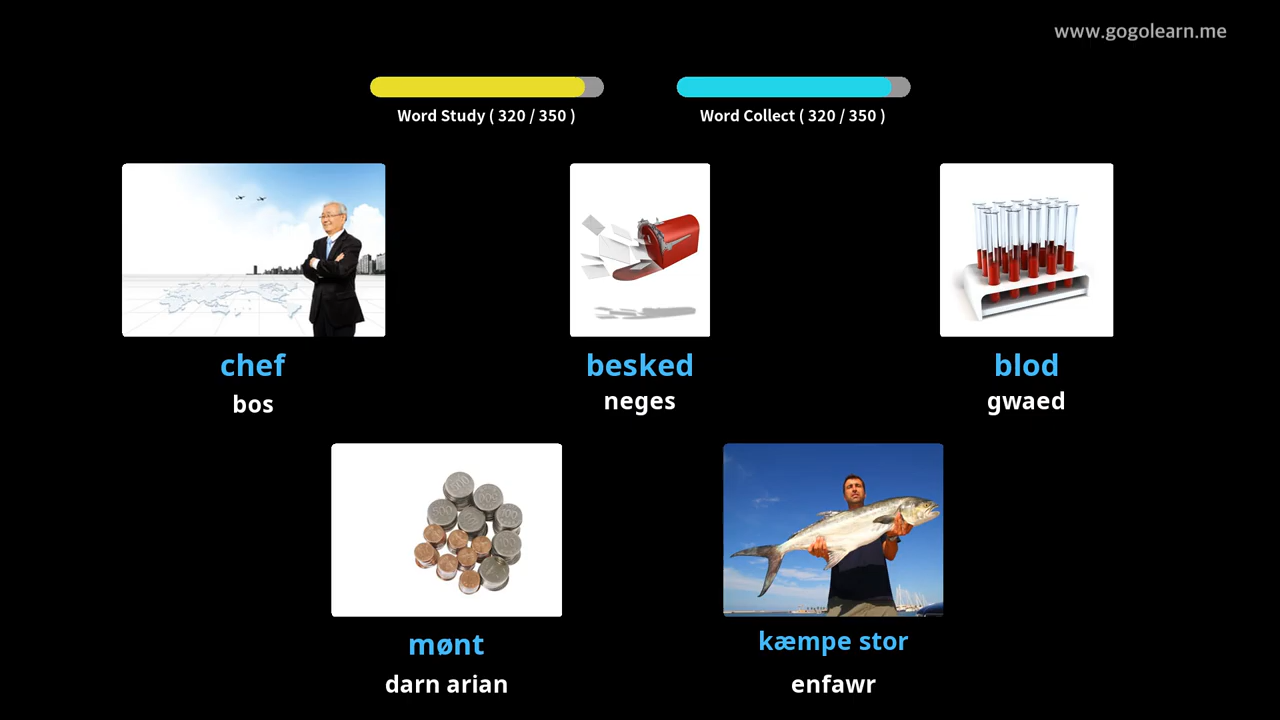 www.gogolearn.me
Word Study ( 320 / 350 )
Word Collect ( 320 / 350 )
chef
bos
besked
neges
blod
gwaed
mønt
darn arian
kæmpe stor
enfawr